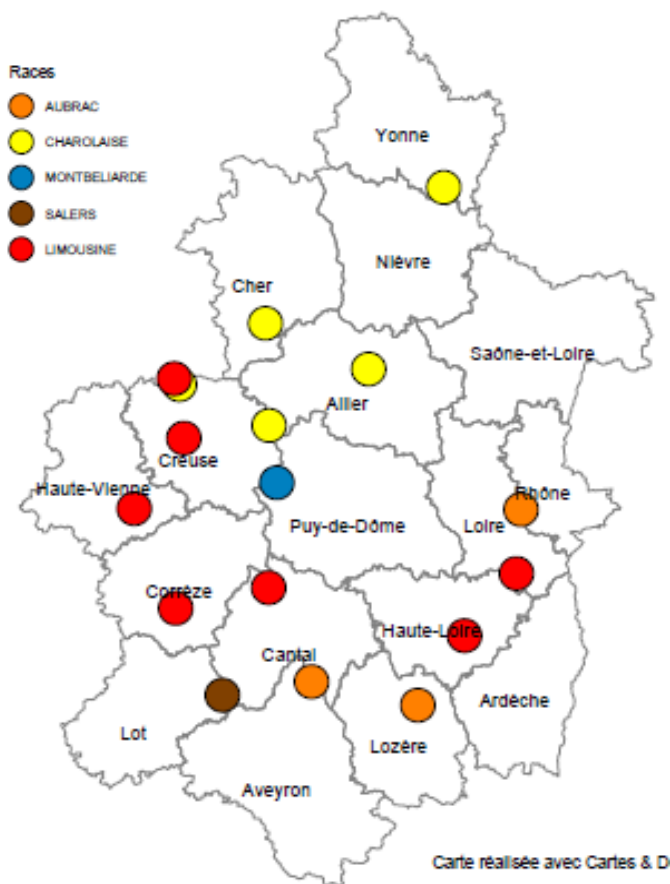 Races
AUBRAC
CHAROLAISE
MONTBELIARDE
SALERS
LIMOUSINE
Yonne
Nièvre
Cher
Saône-et-Loire
Allier
Creuse
Haute-Vienne
Rhône
Loire
Puy-de-Dôme
Corrèze
Haute-Loire
Cantal
Ardèche
Lot
Lozère
Aveyron
Carte réalisée avec Cartes & D